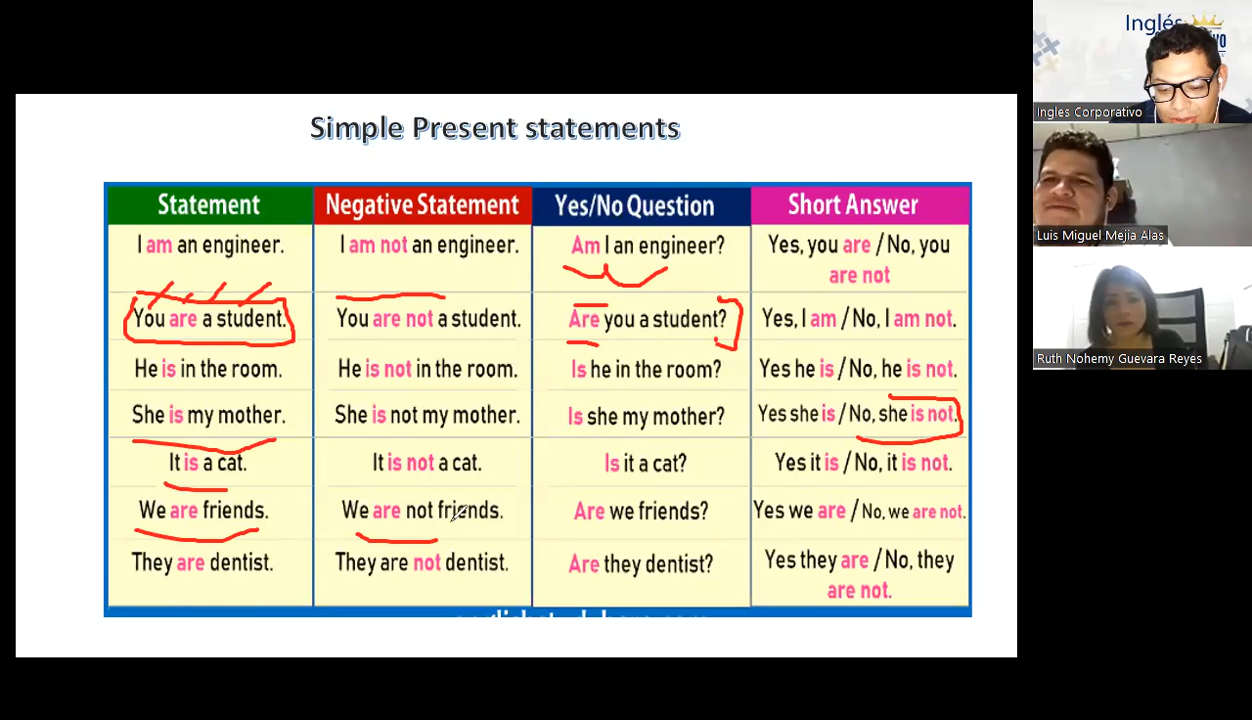 Simple Present statements
Statement
Negative Statement
Yes/No Question
Short Answer
I am an engineer.
I am not an engineer.
Am I an engineer?
Yes, you are / No, you
are not
You are a student.
You are not a student.
Are you a student?
Yes, I am / No, I am not.
He is in the room.
He is not in the room.
Is he in the room?
Yes he is / No, he is not.
She is my mother.
She is not my mother.
Is she my mother?
Yes she is / No, she is not.
It is a cat.
It is not a cat.
Is it a cat?
Yes it is / No, it is not.
We are friends.
We are not friends.
Are we friends?
Yes we are / No, we are not.
They are dentist.
They are not dentist.
Are they dentist?
Yes they are / No, they
are not.
Inglés
Ingles Corporativo
Luis Miguel Mejia Alas
Ruth Nohemy Guevara Reyes